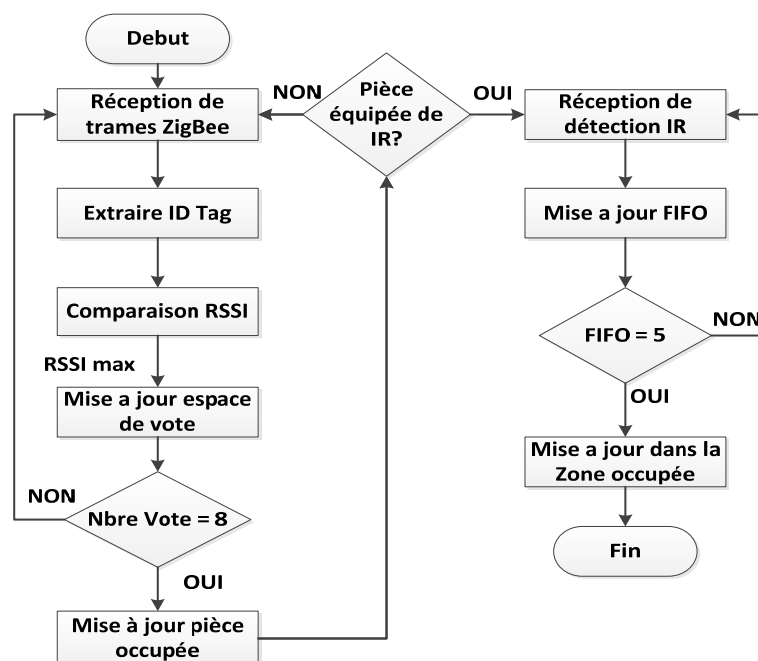 Debut
Réception de
trames ZigBee
Extraire ID Tag
Comparaison RSSI
RSSI max
Mise a jour espace
de vote
NON
Nbre Vote = 8
OUI
Mise à jour pièce
occupée
NON
Pièce
équipée de
IR?
OUI
Réception de
détection IR
Mise a jour FIFO
FIFO = 5
NON
OUI
Mise a jour dans la
Zone occupée
Fin